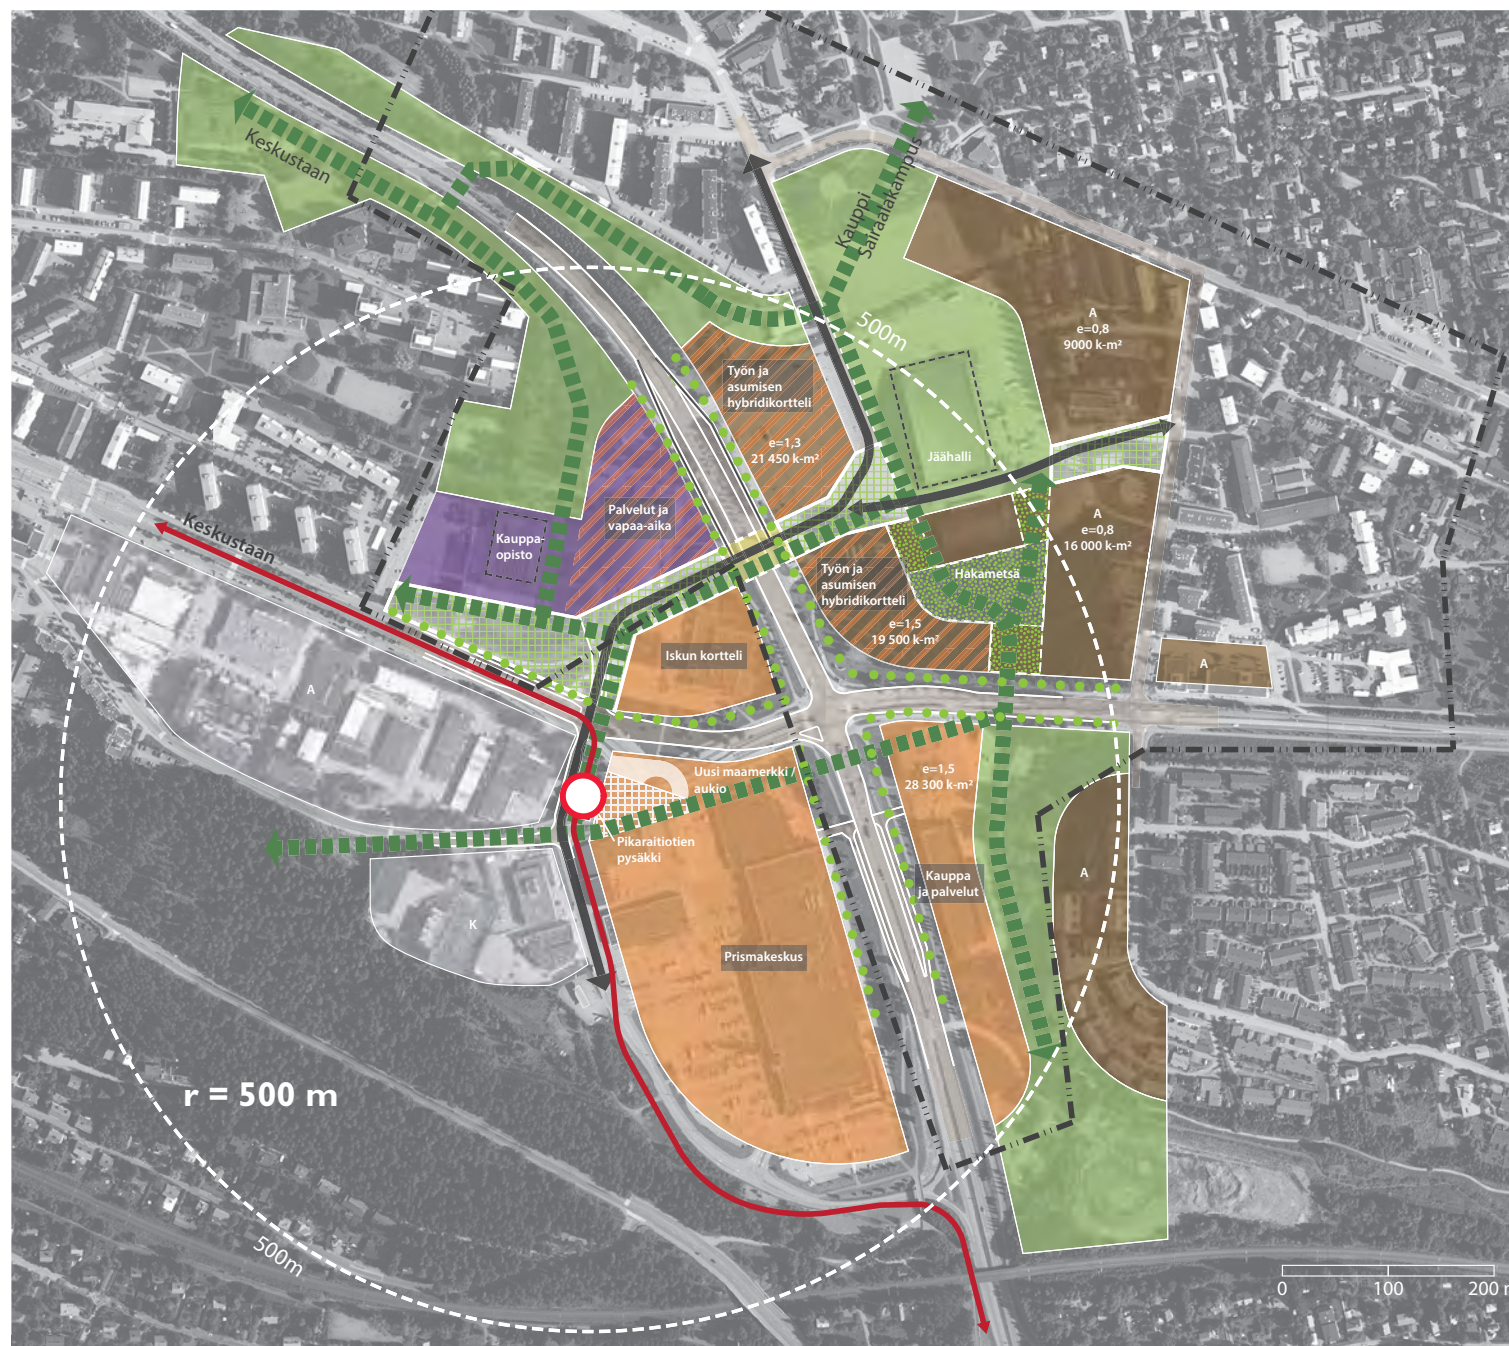 Keskustaan
Kauppi
Sairaalakampus
500m
A
e=0,8
9000 k-m²
Työn ja
asumisen
hybridikortteli
e=1,3
21 450 k-m²
Jäähalli
Palvelut ja
vapaa-aika
Kauppa-
opisto
Keskustaan
A
e=0,8
16 000 k-m²
Hakametsä
Työn ja
asumisen
hybridikortteli
e=1,5
19 500 k-m²
Iskun kortteli
A
A
Uusi maamerkki /
aukio
e=1,5
28 300 k-m²
Pikaraitiotien
pysäkki
Kauppa
ja palvelut
A
K
Prismakeskus
r = 500 m
500m
0 100 200 m